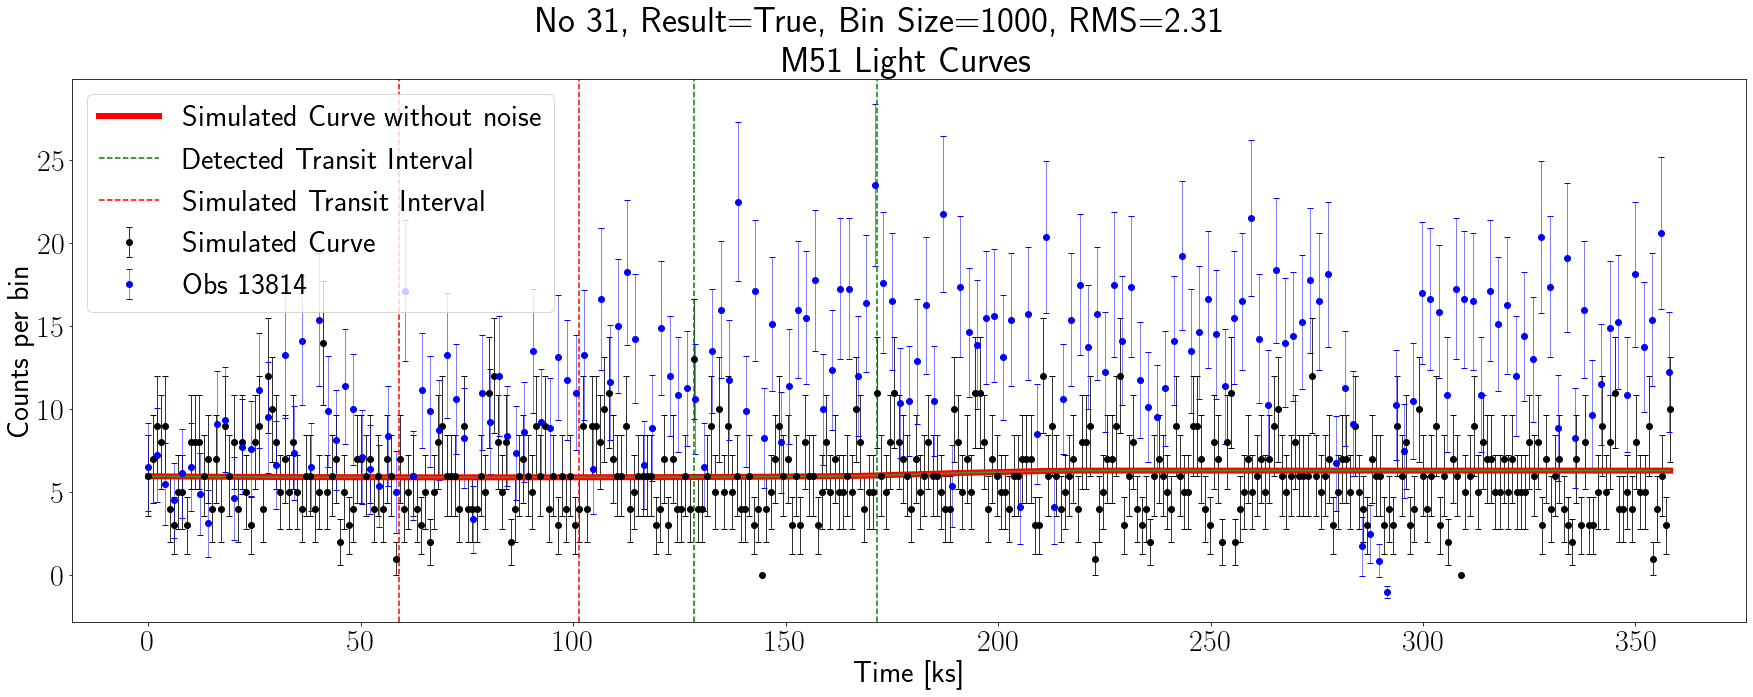 No 31, Result=True, Bin Size=1000, RMS=2.31
M51 Light Curves
Simulated Curve without noise
Detected Transit Interval
Simulated Transit Interval
Simulated Curve
Obs 13814
Counts per bin
25
20
15
10
5
0
0 50 100 150 200 250 300 350
Time [ks]